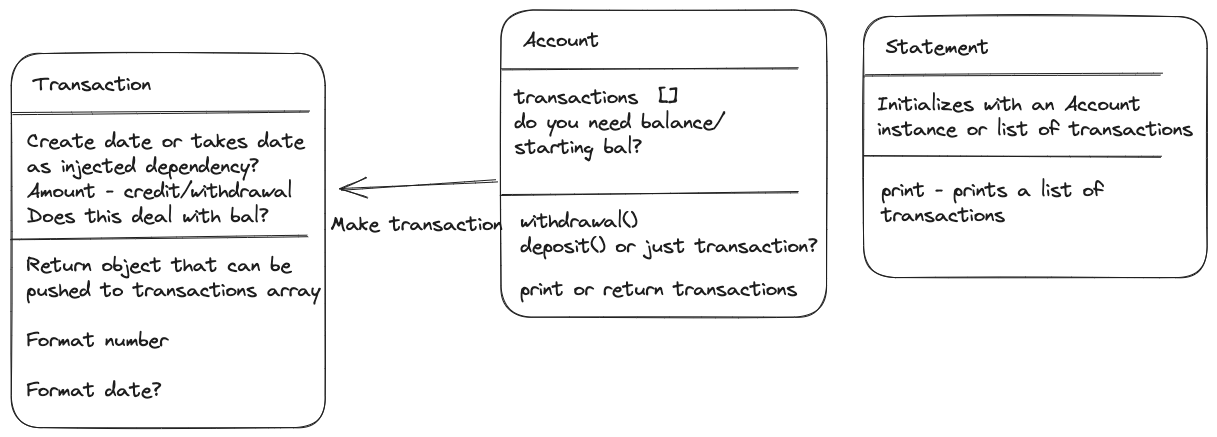 Transaction
Create date or takes date
as injected dependency?
Amount - credit/withdrawal
Does this deal with bal?
Return object that can be
pushed to transactions array
Format number
Format date?
Make transaction
Account
transactions []
do you need balance/
starting bal?
withdrawal()
deposit() or just transaction?
print or return transactions
Statement
Initializes with an Account
instance or list of transactions
print - prints a list of
transactions